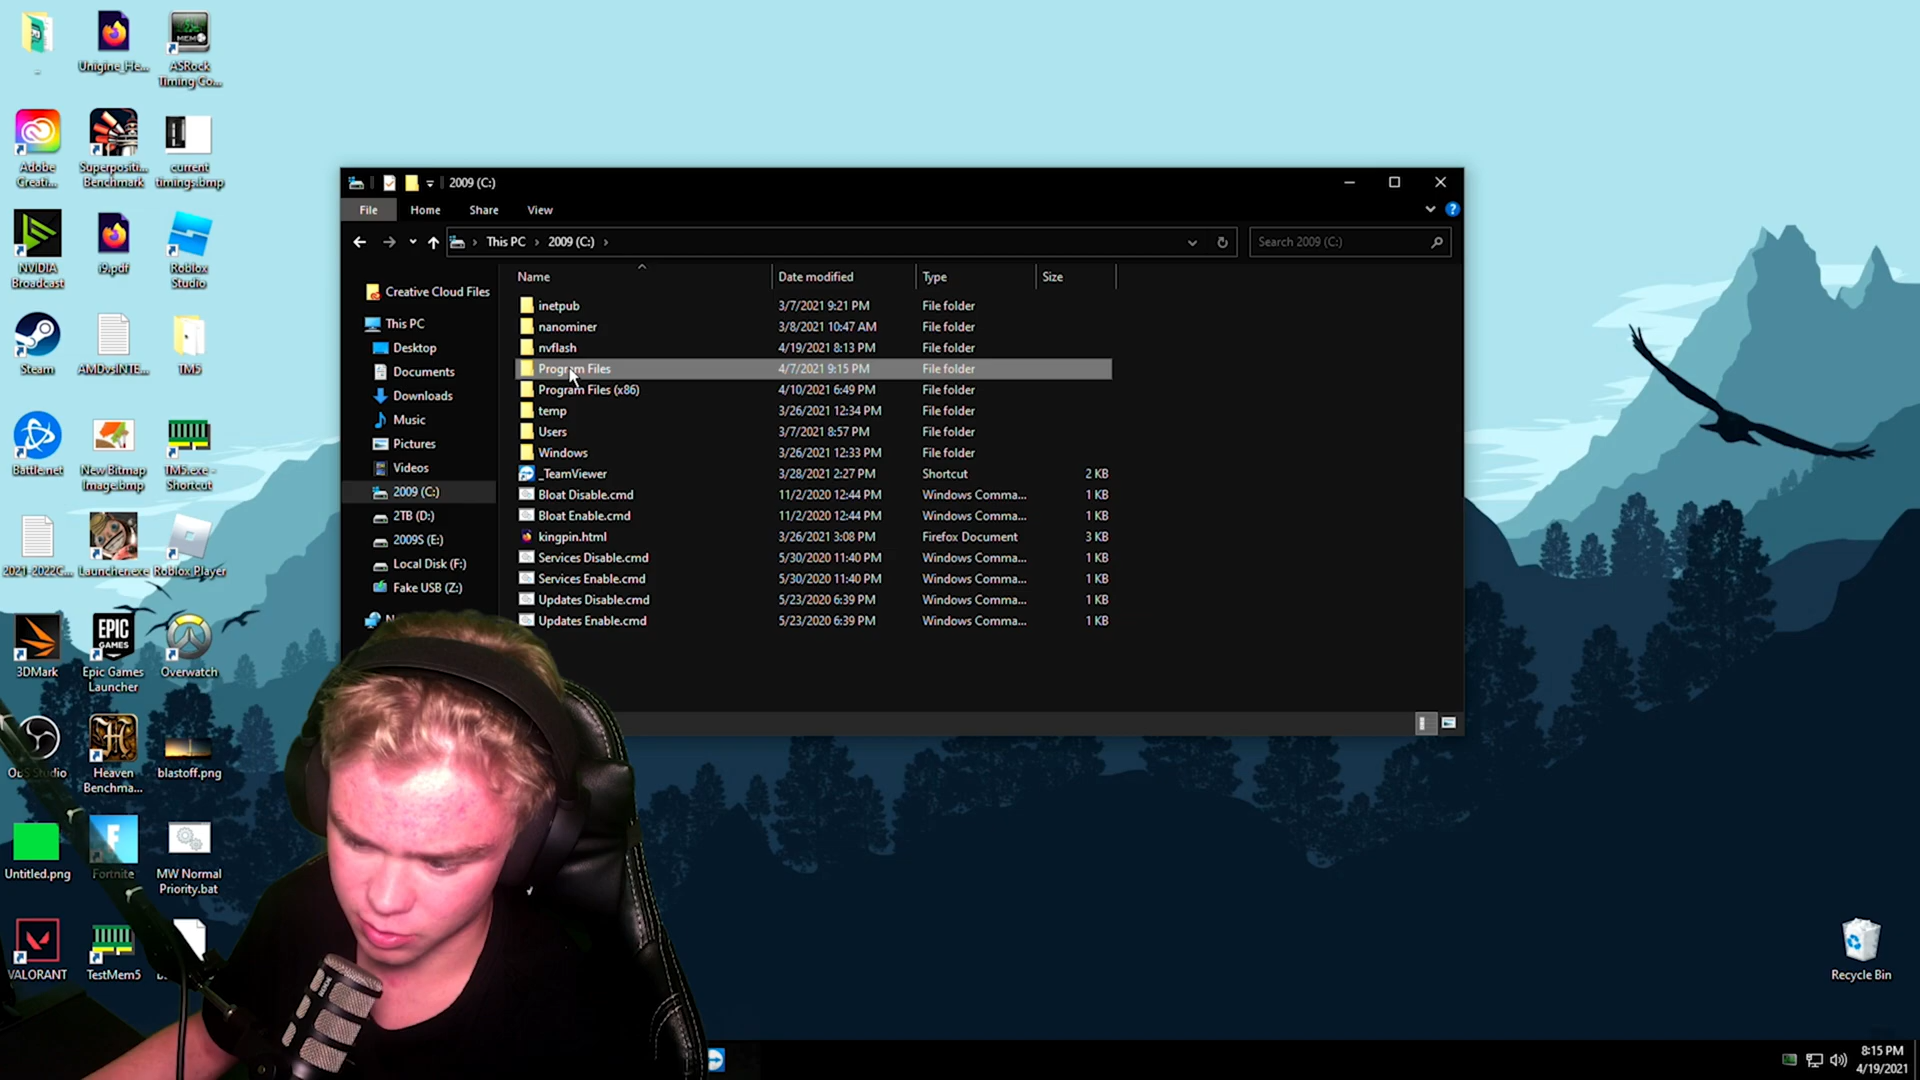 Unigine_He...
ASRock
Timing Co...
Adobe
Creati...
Superpositi...
Benchmark
current
timings.bmp
NVIDIA
Broadcast
i9.pdf
Roblox
Studio
Steam
AMDvsINTE...
TM5
Battle.net
New Bitmap
Image.bmp
TM5.exe -
Shortcut
2021-2022C...
Launcher.exe
Roblox Player
3DMark
EPIC
GAMES
Epic Games
Launcher
Overwatch
OBS Studio
Heaven
Benchma...
blastoff.png
Untitled.png
Fortnite
MW Normal
Priority.bat
VALORANT
TestMem5
2009 (C:)
File
Home
Share
View
This PC
2009 (C:)
Search 2009 (C:)
Name
Date modified
Type
Size
Creative Cloud Files
This PC
Desktop
Documents
Downloads
Music
Pictures
Videos
2009 (C:)
2TB (D:)
2009S (E:)
Local Disk (F:)
Fake USB (Z:)
inetpub 3/7/2021 9:21 PM File folder
nanominer 3/8/2021 10:47 AM File folder
nvflash 4/19/2021 8:13 PM File folder
Program Files 4/7/2021 9:15 PM File folder
Program Files (x86) 4/10/2021 6:49 PM File folder
temp 3/26/2021 12:34 PM File folder
Users 3/7/2021 8:57 PM File folder
Windows 3/26/2021 12:33 PM File folder
_TeamViewer 3/28/2021 2:27 PM Shortcut 2 KB
Bloat Disable.cmd 11/2/2020 12:44 PM Windows Comma... 1 KB
Bloat Enable.cmd 11/2/2020 12:44 PM Windows Comma... 1 KB
kingpin.html 3/26/2021 3:08 PM Firefox Document 3 KB
Services Disable.cmd 5/30/2020 11:40 PM Windows Comma... 1 KB
Services Enable.cmd 5/30/2020 11:40 PM Windows Comma... 1 KB
Updates Disable.cmd 5/23/2020 6:39 PM Windows Comma... 1 KB
Updates Enable.cmd 5/23/2020 6:39 PM Windows Comma... 1 KB
Recycle Bin
8:15 PM
4/19/2021